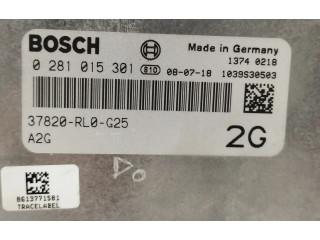 BOSCH Made in Germany
1374 0218
0 281 015 301 810 08-07-18 1039S30503
37820-RL0-G25
A2G 2G
8613771581
TRACELABEL